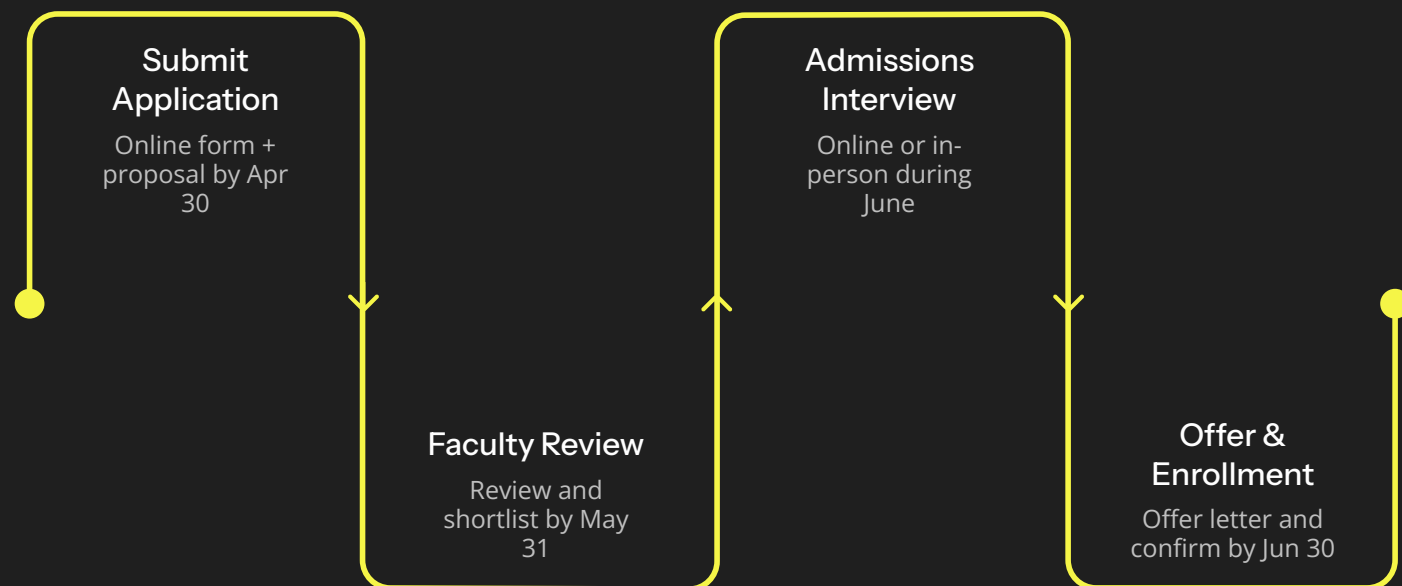 Submit
Application
Online form +
proposal by Apr
30
Faculty Review
Review and
shortlist by May
31
Admissions
Interview
Online or in-
person during
June
Offer &
Enrollment
Offer letter and
confirm by Jun 30